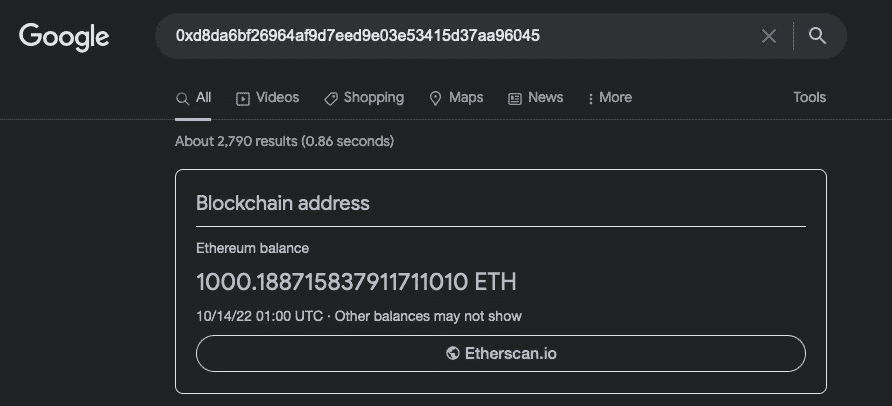 Google
0xd8da6bf26964af9d7eed9e03e53415d37aa96045
All Videos Shopping Maps News More Tools
About 2,790 results (0.86 seconds)
Blockchain address
Ethereum balance
1000.188715837911711010 ETH
10/14/22 01:00 UTC · Other balances may not show
Etherscan.io